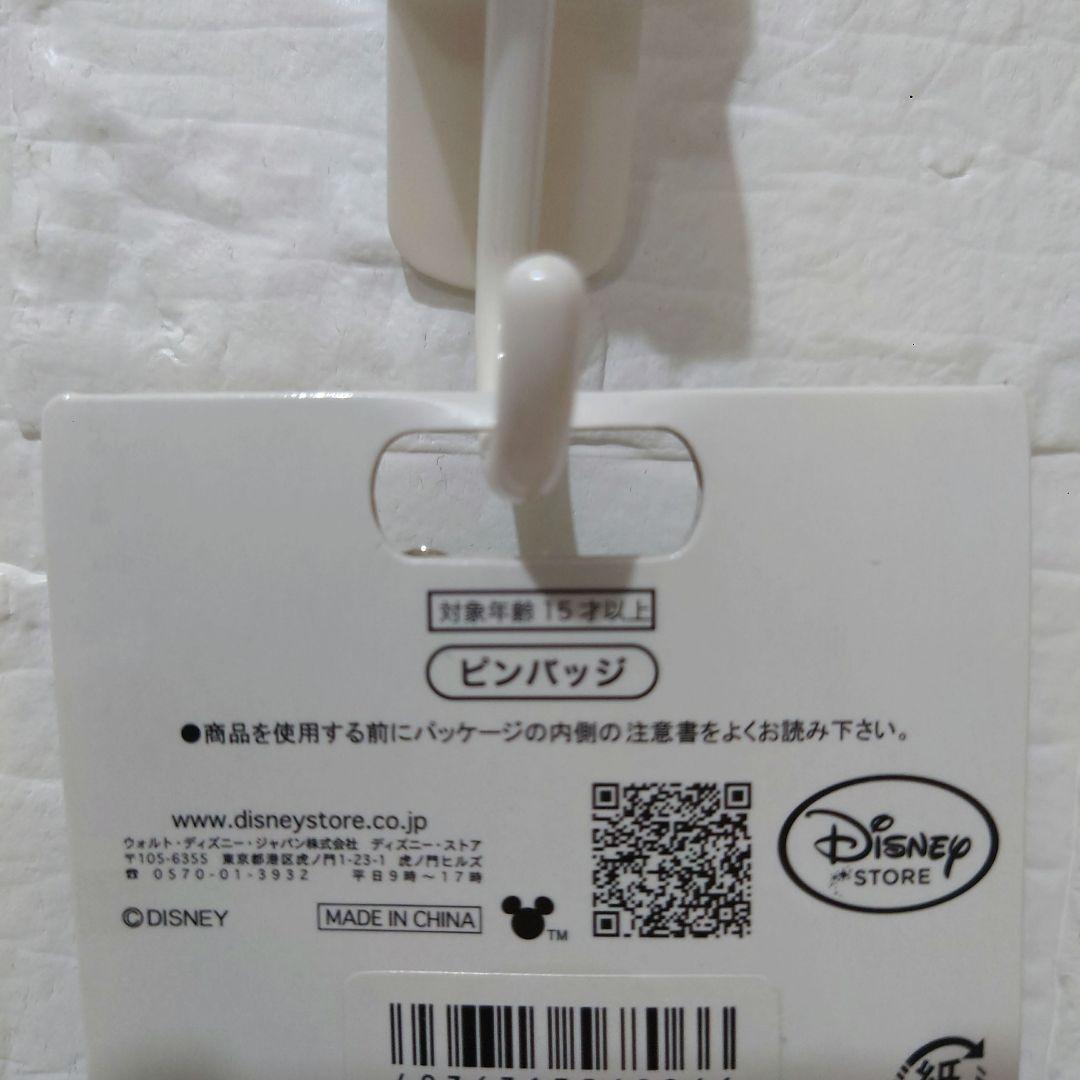 対象年齢 15才以上
ピンバッジ
●商品を使用する前にパッケージの内側の注意書をよくお読み下さい。
www.disneystore.co.jp
ウォルト・ディズニー・ジャパン株式会社 ディズニー・ストア
〒105-6355 東京都港区虎ノ門1-23-1 虎ノ門ヒルズ
☎ 0570-01-3932 平日9時～17時
©DISNEY
MADE IN CHINA
TM
DISNEY
STORE
紙